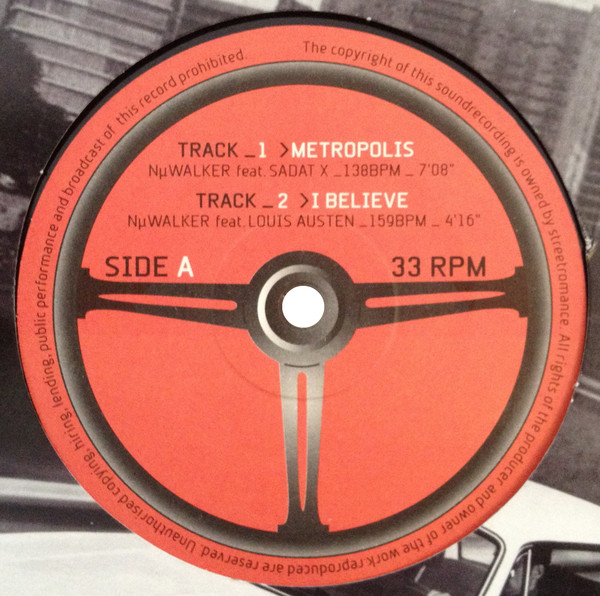 TRACK _1 >METROPOLIS
NµWALKER feat. SADAT X _138BPM _ 7'08"
TRACK _ 2 >I BELIEVE
NµWALKER feat. LOUIS AUSTEN _159BPM _ 4'16"
SIDE A
33 RPM
The copyright of this soundrecording is owned by streetromance. All rights of the producer and owner of the work reproduced are reserved. Unauthorised copying, hiring, lending, public performance and broadcast of this record prohibited.